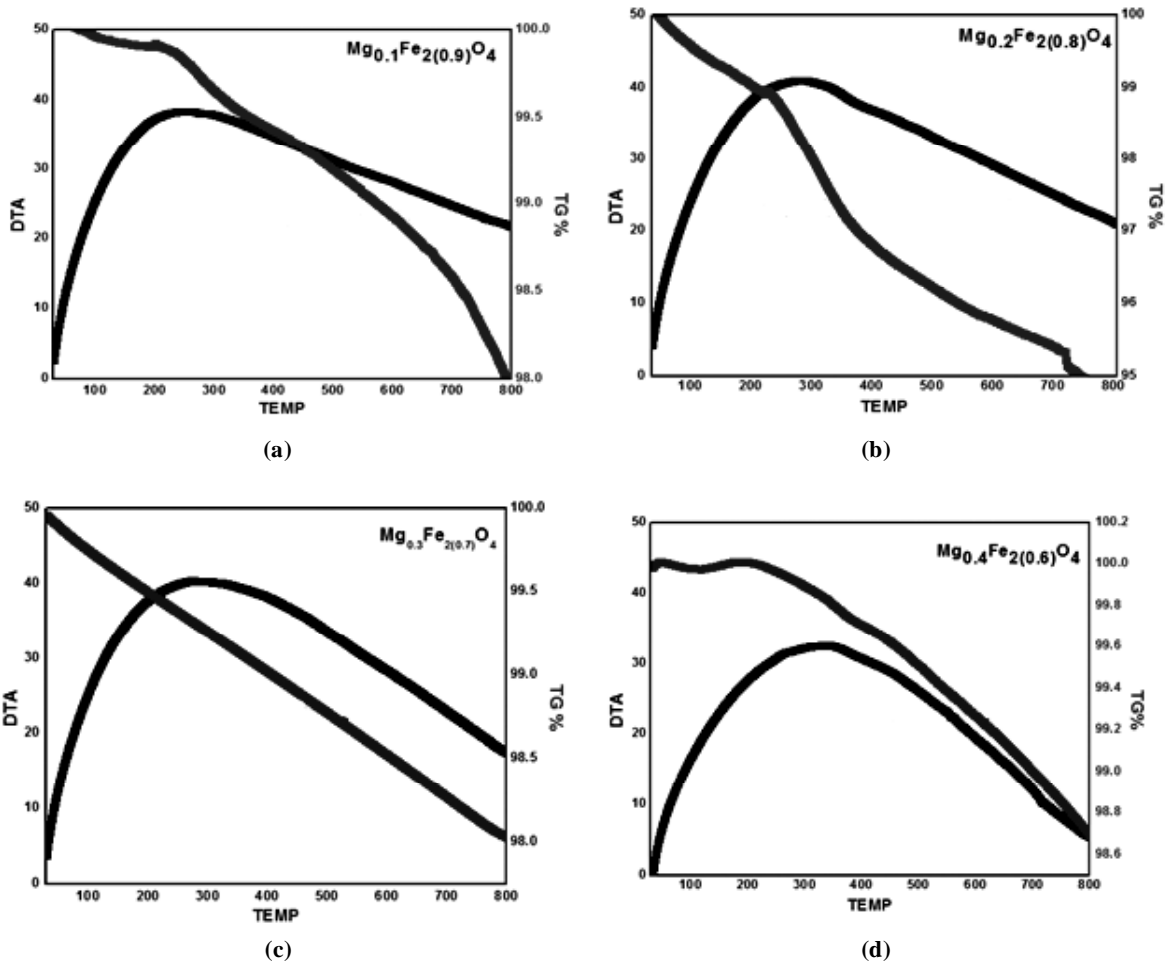 Mg0.1Fe2(0.9)O4
50
40
30
20
10
0
DTA
100.0
99.5
99.0
98.5
98.0
TG %
100 200 300 400 500 600 700 800
TEMP
(a)
Mg0.2Fe2(0.8)O4
50
40
30
20
10
0
DTA
100
99
98
97
96
95
TG %
100 200 300 400 500 600 700 800
TEMP
(b)
Mg0.3Fe2(0.7)O4
50
40
30
20
10
0
DTA
100.0
99.5
99.0
98.5
98.0
TG %
100 200 300 400 500 600 700 800
TEMP
(c)
Mg0.4Fe2(0.6)O4
50
40
30
20
10
0
DTA
100.2
100.0
99.8
99.6
99.4
99.2
99.0
98.8
98.6
TG%
100 200 300 400 500 600 700 800
TEMP
(d)